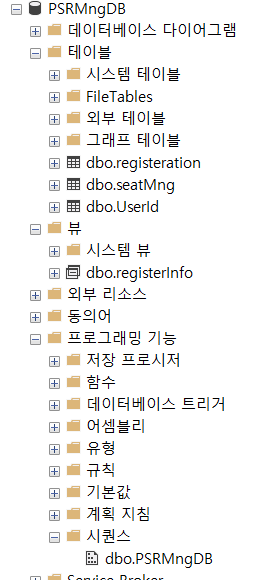 PSRMngDB
데이터베이스 다이어그램
테이블
시스템 테이블
FileTables
외부 테이블
그래프 테이블
dbo.registeration
dbo.seatMng
dbo.UserId
뷰
시스템 뷰
dbo.registerInfo
외부 리소스
동의어
프로그래밍 기능
저장 프로시저
함수
데이터베이스 트리거
어셈블리
유형
규칙
기본값
계획 지침
시퀀스
dbo.PSRMngDB
Service Broker